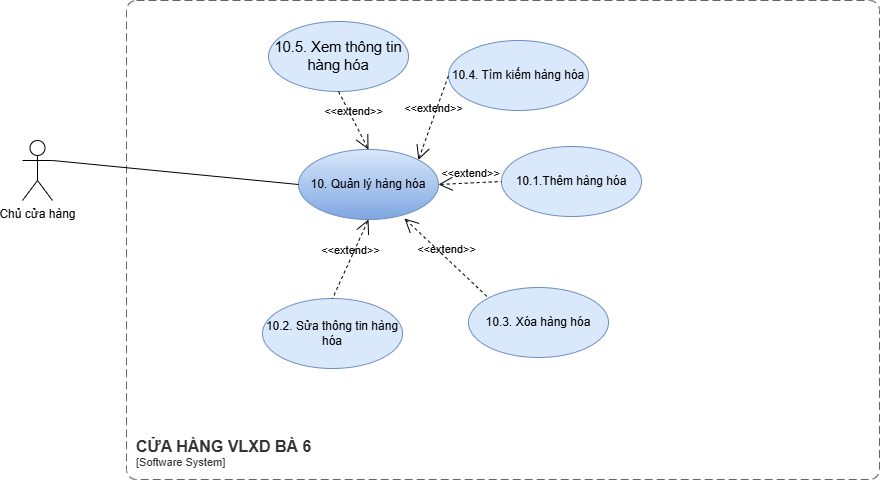 10.5. Xem thông tin
hàng hóa
10.4. Tìm kiếm hàng hóa
<<extend>>
<<extend>>
10. Quản lý hàng hóa
<<extend>>
10.1.Thêm hàng hóa
Chủ cửa hàng
<<extend>>
<<extend>>
10.2. Sửa thông tin hàng
hóa
10.3. Xóa hàng hóa
CỬA HÀNG VLXD BÀ 6
[Software System]